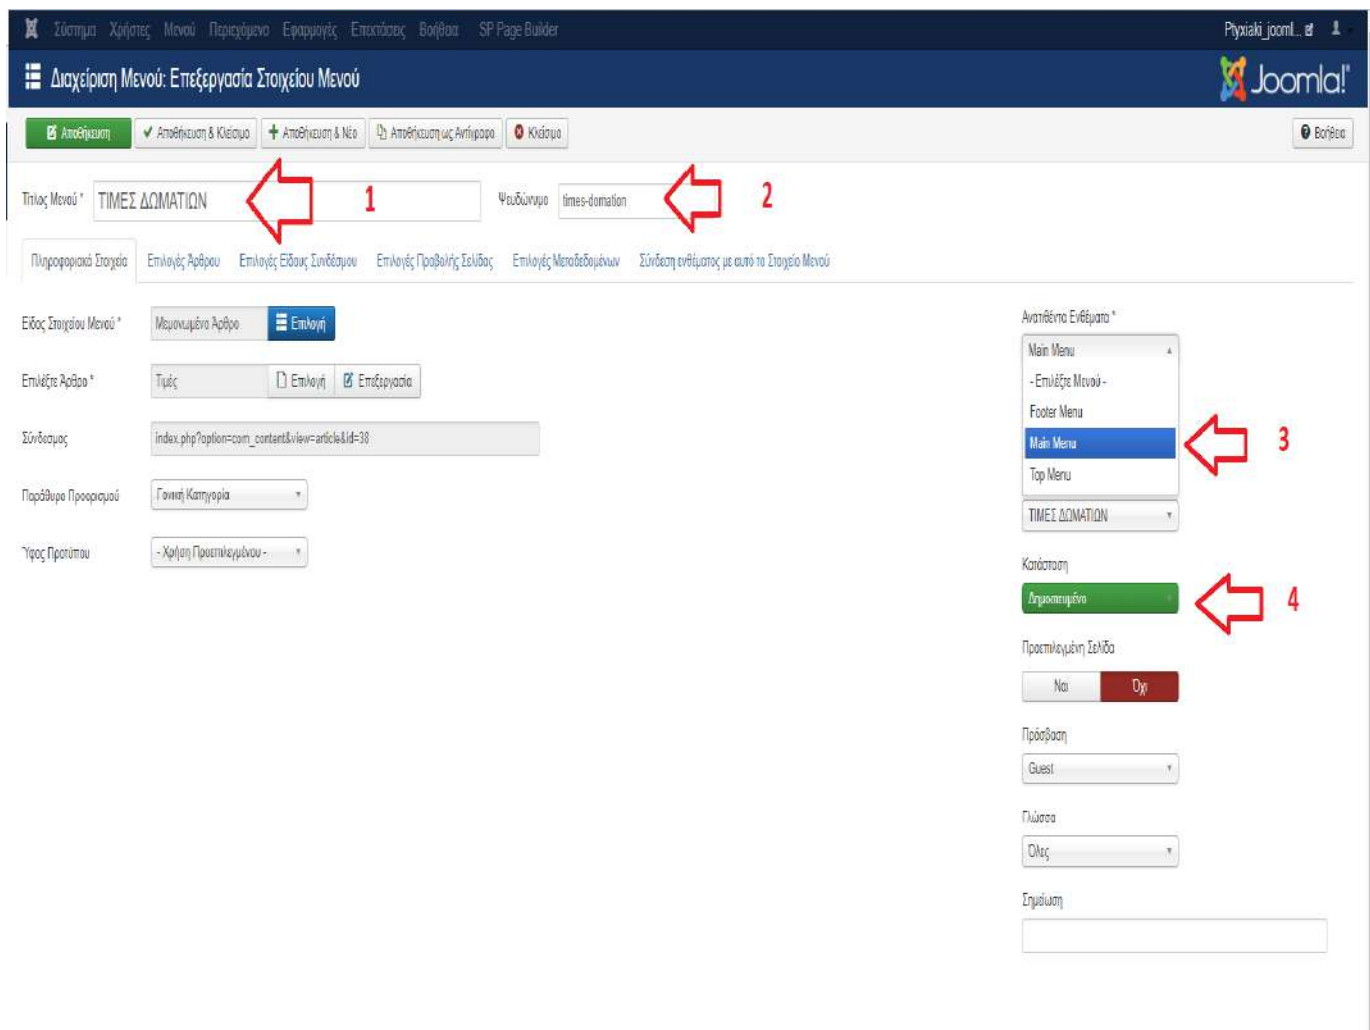 Σύστημα Χρήστες Μενού Περιεχόμενο Εφαρμογές Επεκτάσεις Βοήθεια SP Page Builder Ptyxiaki_jooml...
Διαχείριση Μενού: Επεξεργασία Στοιχείου Μενού Joomla!
Αποθήκευση Αποθήκευση & Κλείσιμο Αποθήκευση & Νέο Αποθήκευση ως Αντίγραφο Κλείσιμο Βοήθεια
Τίτλος Μενού * ΤΙΜΕΣ ΔΩΜΑΤΙΩΝ 1 Ψευδώνυμο times-domation 2
Πληροφοριακά Στοιχεία Επιλογές Άρθρου Επιλογές Είδους Συνδέσμου Επιλογές Προβολής Σελίδας Επιλογές Μεταδεδομένων Σύνδεση ενθέματος με αυτό το Στοιχείο Μενού
Είδος Στοιχείου Μενού * Μεμονωμένο Άρθρο Επιλογή
Επιλέξτε Άρθρο * Τιμές Επιλογή Επεξεργασία
Σύνδεσμος index.php?option=com_content&view=article&id=38
Παράθυρο Προορισμού Γονική Κατηγορία
Ύφος Προτύπου - Χρήση Προεπιλεγμένου -
Ανατιθέντα Ενθέματα *
Main Menu
- Επιλέξτε Μενού -
Footer Menu
Main Menu 3
Top Menu
ΤΙΜΕΣ ΔΩΜΑΤΙΩΝ
Κατάσταση
Δημοσιευμένο 4
Προεπιλεγμένη Σελίδα
Ναι Όχι
Πρόσβαση
Guest
Γλώσσα
Όλες
Σημείωση